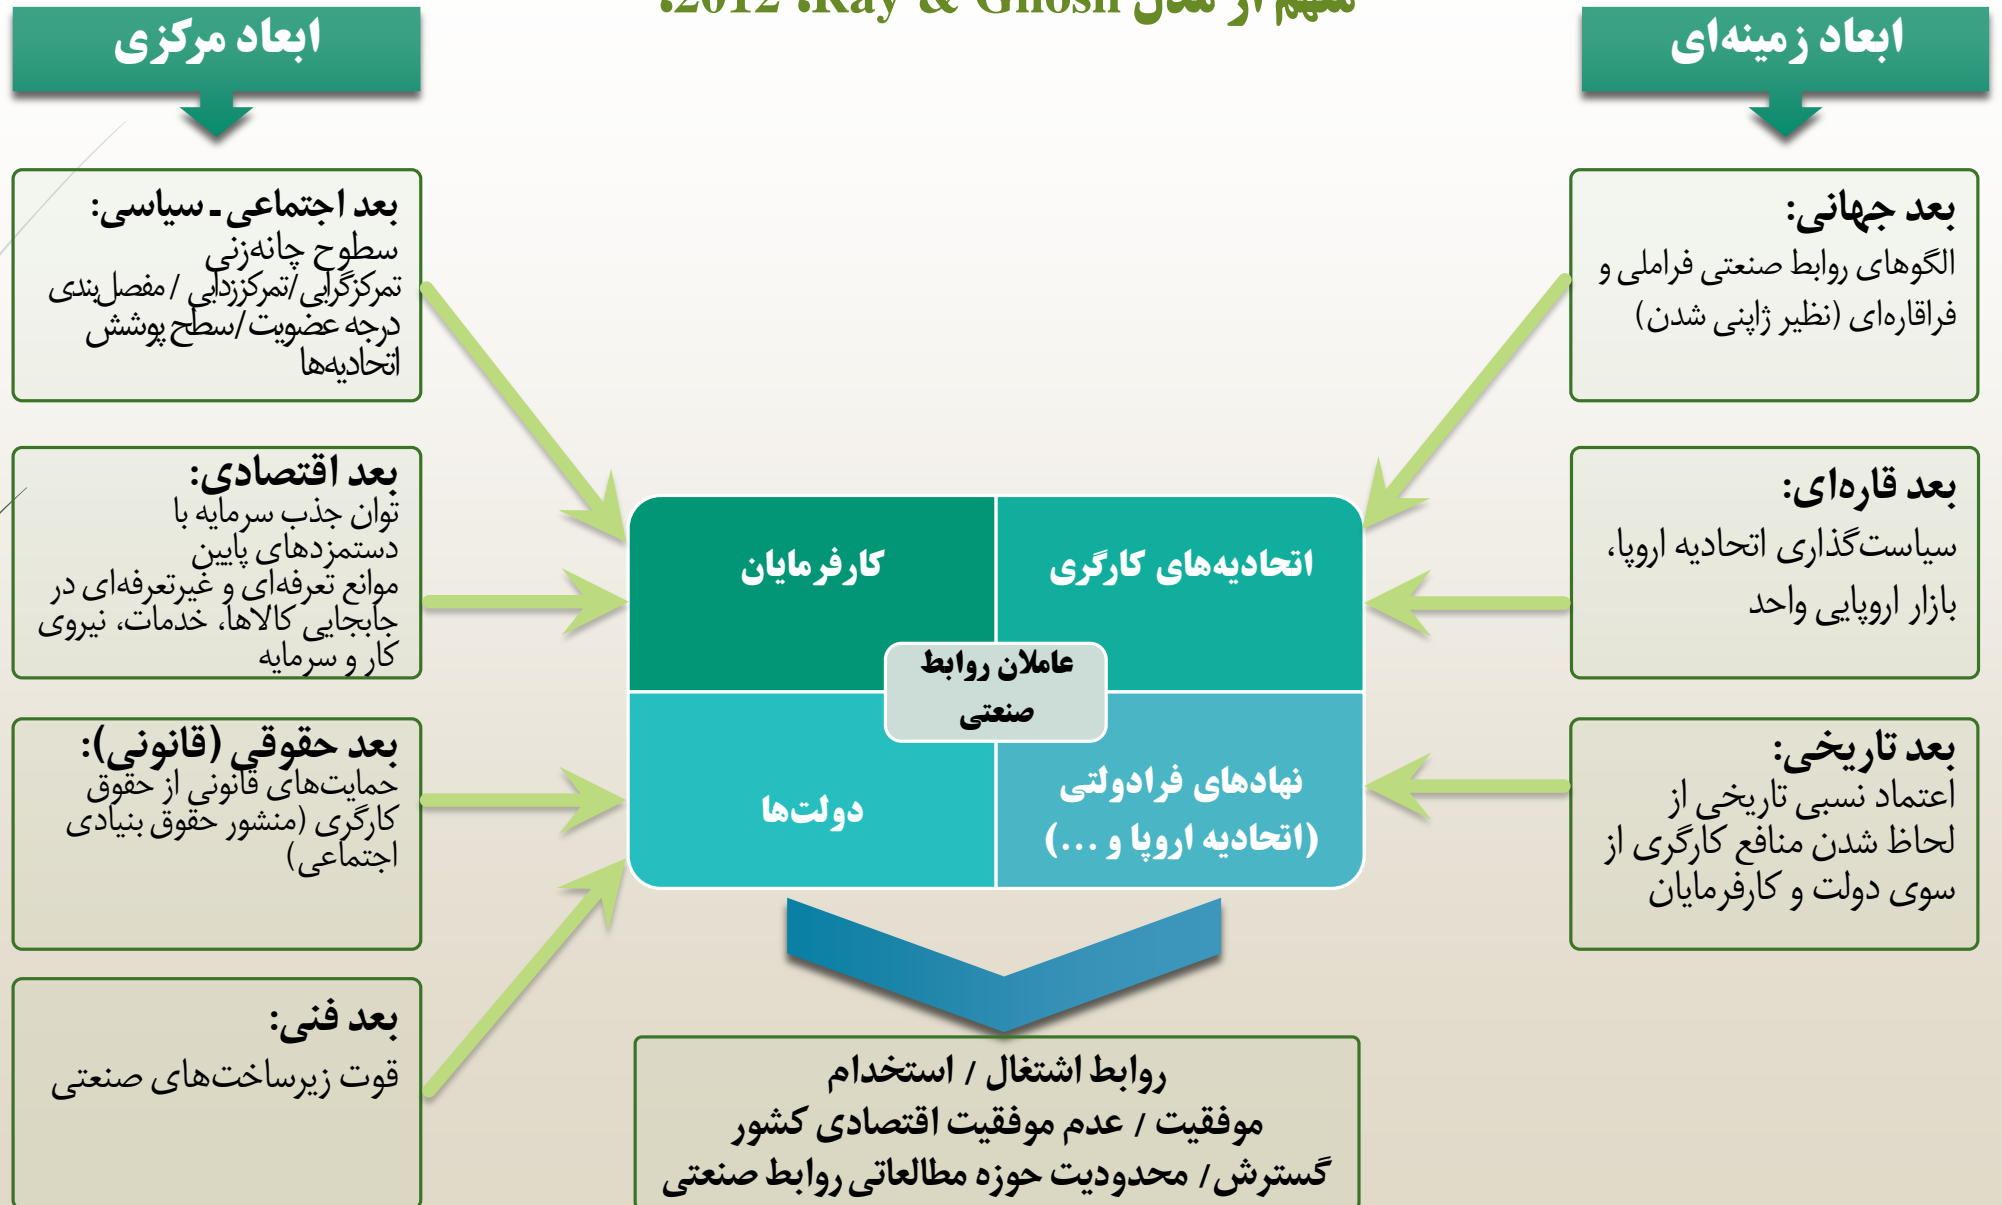 ملهم از مدل Ray & Ghosh، 2012،
ابعاد زمینه‌ای
بعد جهانی:
الگوهای روابط صنعتی فراملی و
فراقاره‌ای (نظیر ژاپنی شدن)
بعد قاره‌ای:
سیاست‌گذاری اتحادیه اروپا،
بازار اروپایی واحد
بعد تاریخی:
اعتماد نسبی تاریخی از
لحاظ شدن منافع کارگری از
سوی دولت و کارفرمایان
اتحادیه‌های کارگری
کارفرمایان
عاملان روابط
صنعتی
نهادهای فرادولتی
(اتحادیه اروپا و ...)
دولت‌ها
روابط اشتغال / استخدام
موفقیت / عدم موفقیت اقتصادی کشور
گسترش/ محدودیت حوزه مطالعاتی روابط صنعتی
ابعاد مرکزی
بعد اجتماعی ـ سیاسی:
سطوح چانه‌زنی
تمرکزگرایی/تمرکززدایی / مفصل‌بندی
درجه عضویت/سطح پوشش
اتحادیه‌ها
بعد اقتصادی:
توان جذب سرمایه با
دستمزدهای پایین
موانع تعرفه‌ای و غیرتعرفه‌ای در
جابجایی کالاها، خدمات، نیروی
کار و سرمایه
بعد حقوقی (قانونی):
حمایت‌های قانونی از حقوق
کارگری (منشور حقوق بنیادی
اجتماعی)
بعد فنی:
قوت زیرساخت‌های صنعتی